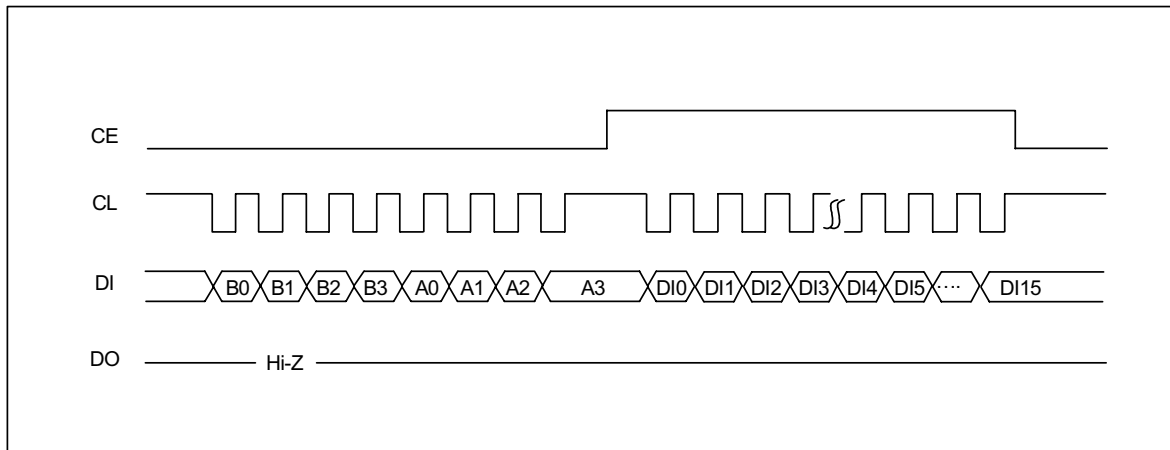 CE
CL
DI B0 B1 B2 B3 A0 A1 A2 A3 DI0 DI1 DI2 DI3 DI4 DI5 ···· DI15
DO Hi-Z